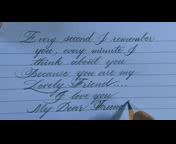 Every second I remember
you, every minute I
think about you
Because you are my
Lovely Friend....
I love you
My Dear Friend